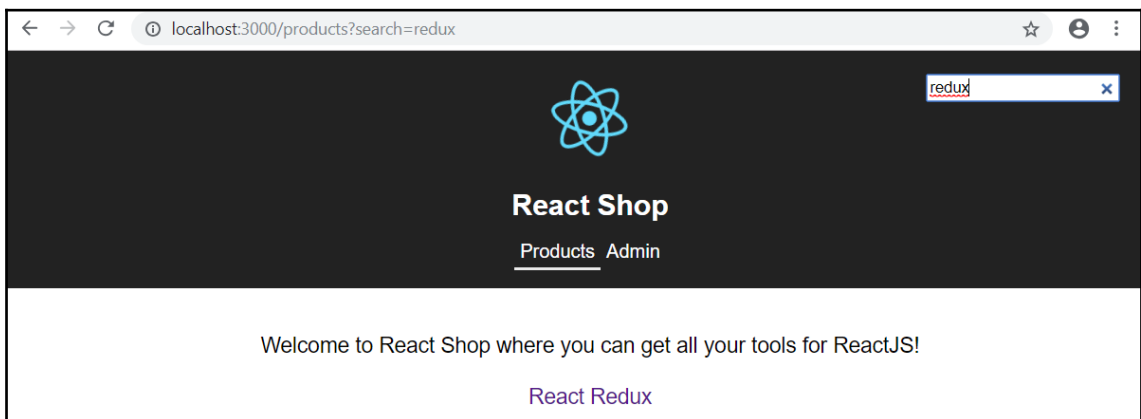 localhost:3000/products?search=redux
redux
React Shop
Products Admin
Welcome to React Shop where you can get all your tools for ReactJS!
React Redux